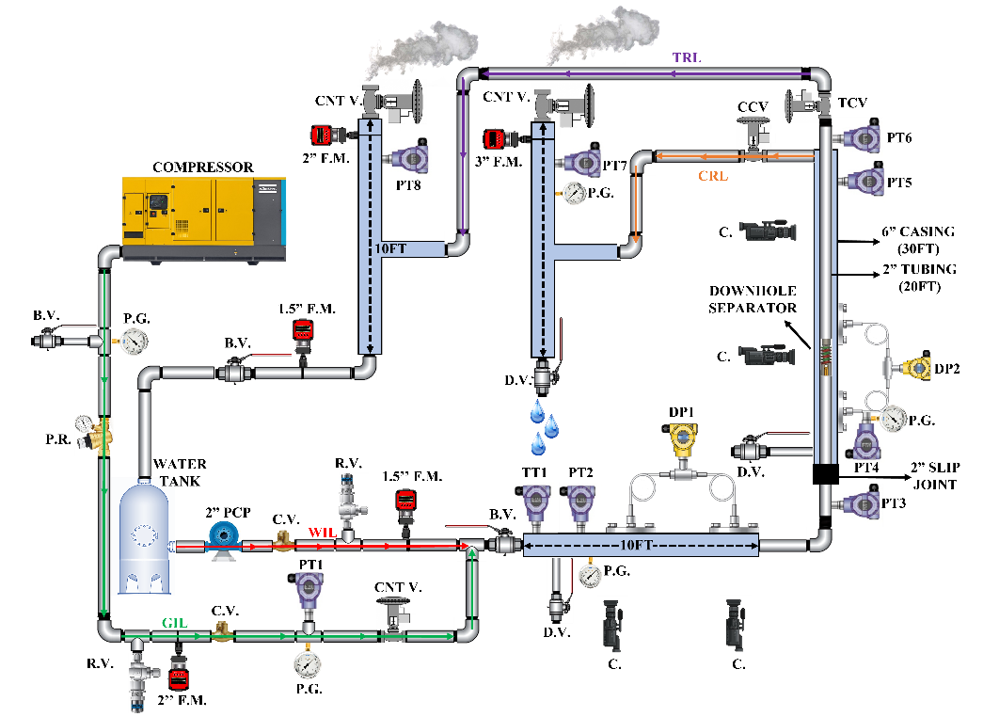 TRL
CNT V.
CNT V.
CCV
TCV
2” F.M.
3” F.M.
PT6
PT8
PT7
CRL
PT5
P.G.
COMPRESSOR
C.
6” CASING
(30FT)
2” TUBING
(20FT)
10FT
DOWNHOLE
SEPARATOR
1.5” F.M.
B.V.
P.G.
B.V.
C.
DP2
D.V.
DP1
P.G.
P.R.
WATER
TANK
R.V.
1.5’’ F.M.
TT1
PT2
D.V.
PT4
2” SLIP
JOINT
2” PCP
C.V.
WIL
B.V.
PT3
10FT
PT1
P.G.
CNT V.
C.V.
GIL
D.V.
R.V.
2’’ F.M.
P.G.
C.
C.